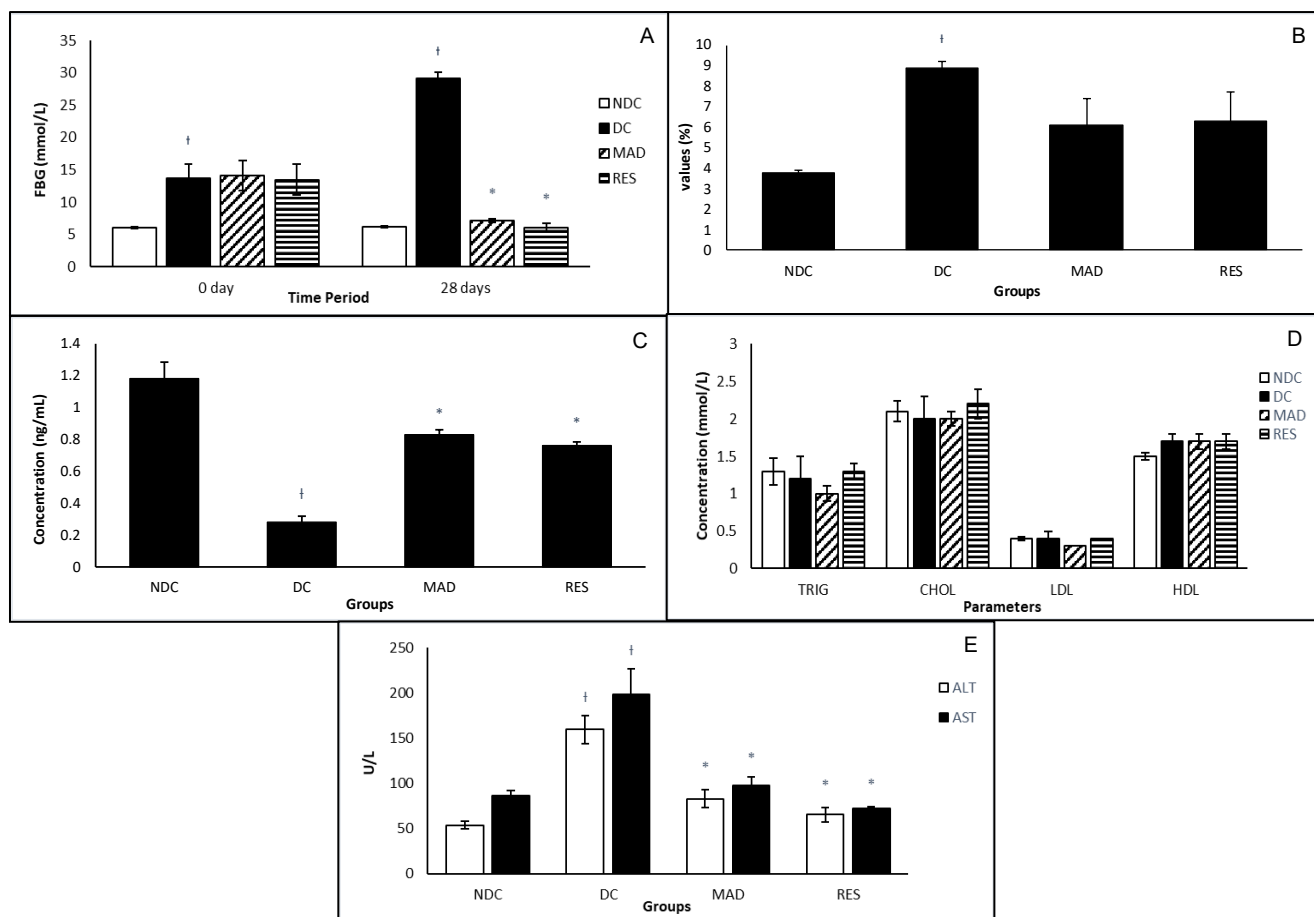 A
FBG (mmol/L)
35
30
25
20
15
10
5
0
ƚ
ƚ
*
*
NDC
DC
MAD
RES
0 day
28 days
Time Period
B
values (%)
10
9
8
7
6
5
4
3
2
1
0
ƚ
NDC
DC
MAD
RES
Groups
C
Concentration (ng/mL)
1.4
1.2
1
0.8
0.6
0.4
0.2
0
ƚ
*
*
NDC
DC
MAD
RES
Groups
D
Concentration (mmol/L)
3
2.5
2
1.5
1
0.5
0
NDC
DC
MAD
RES
TRIG
CHOL
LDL
HDL
Parameters
E
U/L
250
200
150
100
50
0
ƚ
ƚ
*
*
*
*
ALT
AST
NDC
DC
MAD
RES
Groups